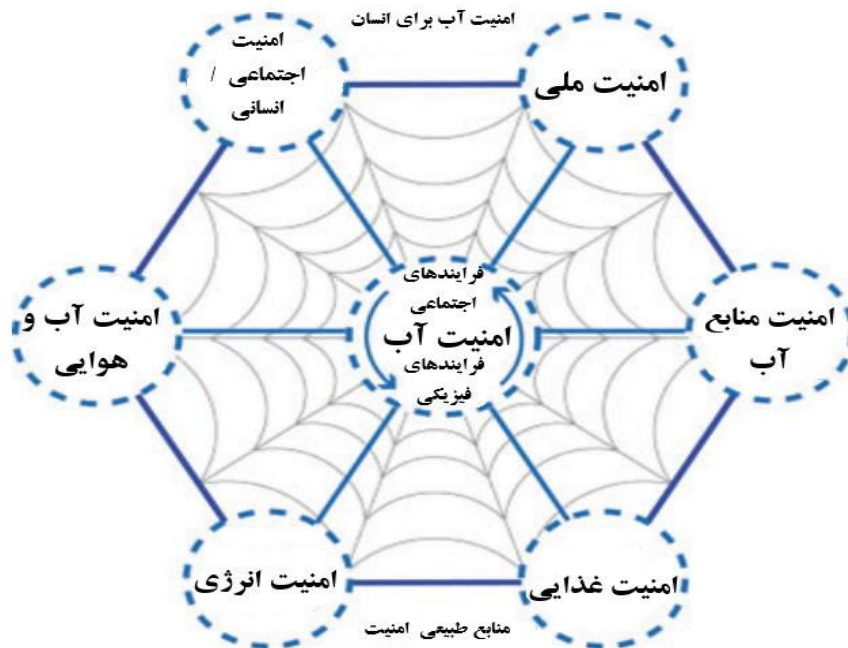 امنیت آب برای انسان
امنیت
اجتماعی /
انسانی
امنیت ملی
فرایندهای
اجتماعی
امنیت آب
فرایندهای
فیزیکی
امنیت منابع
آب
امنیت آب و
هوایی
امنیت غذایی
امنیت انرژی
منابع طبیعی امنیت